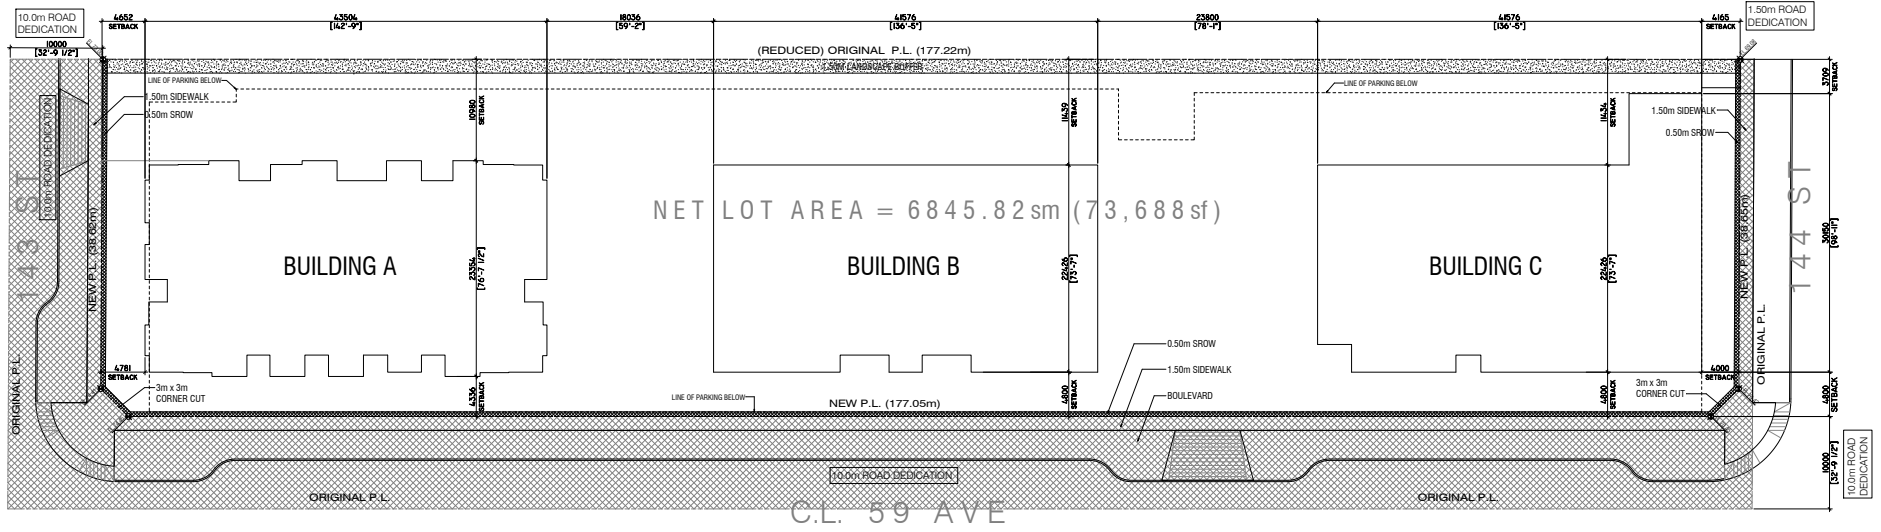 10.0m ROAD
DEDICATION
4652
SETBACK
43504
[142'-9"]
18036
[59'-2"]
41576
[136'-5"]
23800
[78'-1"]
41576
[136'-5"]
4165
SETBACK
1.50m ROAD
DEDICATION
10000
[32'-9 1/2"]
(REDUCED) ORIGINAL P.L. (177.22m)
1.50M LANDSCAPE BUFFER
LINE OF PARKING BELOW
LINE OF PARKING BELOW
1.50m SIDEWALK
0.50m SROW
10.0m ROAD DEDICATION
10980
SETBACK
11439
SETBACK
11434
SETBACK
3709
SETBACK
1.50m SIDEWALK
0.50m SROW
143 ST
NEW P.L. (38.62m)
NET LOT AREA = 6845.82 sm (73,688 sf)
BUILDING A
23354
[76'-7 1/2"]
BUILDING B
22426
[73'-7"]
BUILDING C
22426
[73'-7"]
NEW P.L. (38.65m)
144 ST
30150
[98'-11"]
ORIGINAL P.L.
ORIGINAL P.L.
4781
SETBACK
3m x 3m
CORNER CUT
4336
SETBACK
LINE OF PARKING BELOW
NEW P.L. (177.05m)
4800
SETBACK
0.50m SROW
1.50m SIDEWALK
BOULEVARD
4800
SETBACK
4000
SETBACK
3m x 3m
CORNER CUT
4800
SETBACK
10000
[32'-9 1/2"]
10.0m ROAD
DEDICATION
10.0m ROAD DEDICATION
ORIGINAL P.L.
ORIGINAL P.L.
C.L. 59 AVE